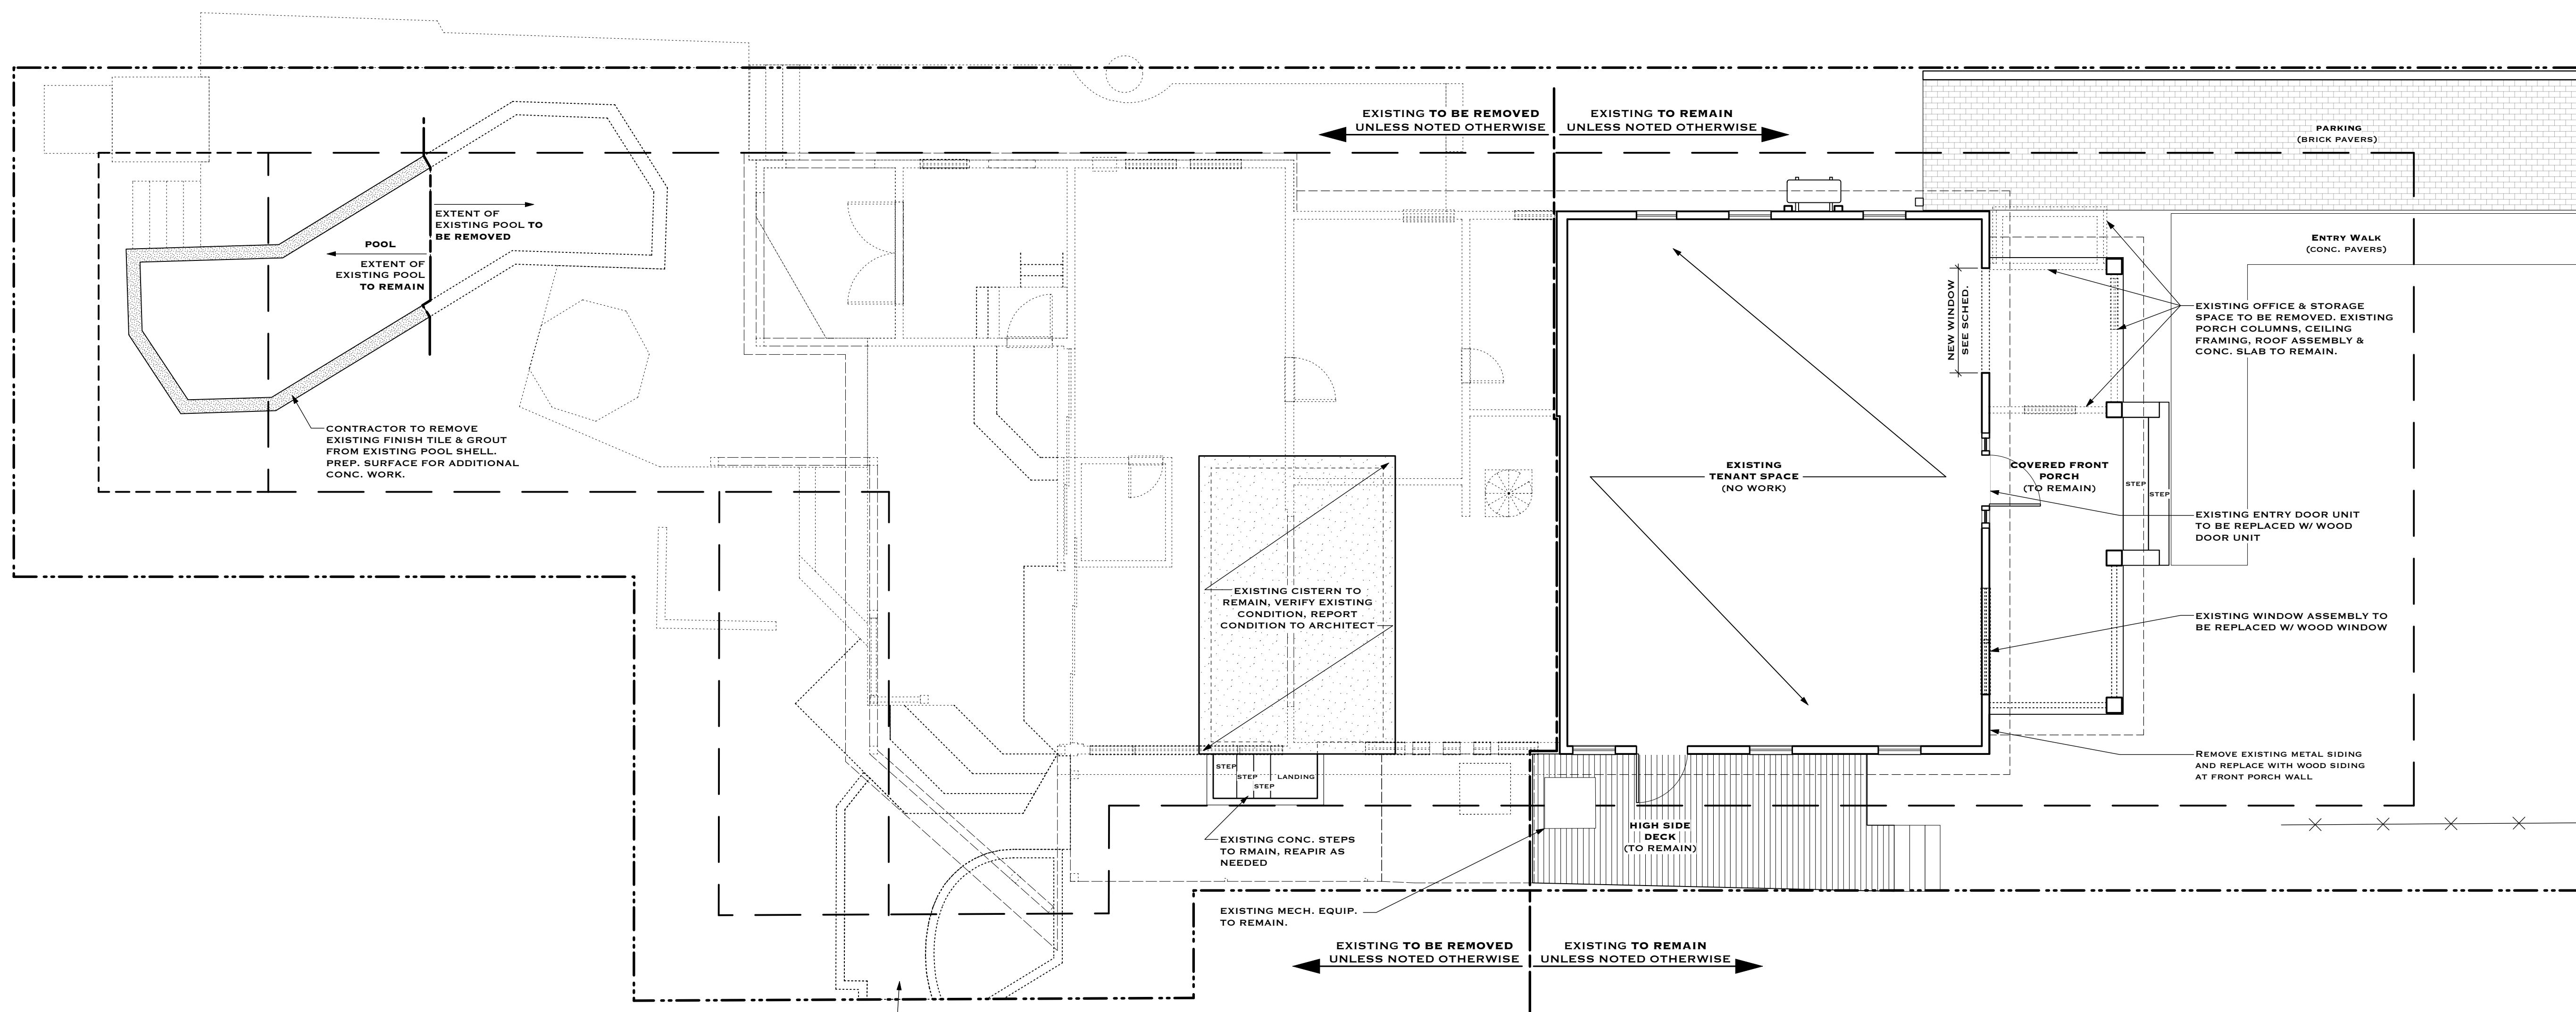 EXISTING TO BE REMOVED
UNLESS NOTED OTHERWISE
EXISTING TO REMAIN
UNLESS NOTED OTHERWISE
PARKING
(BRICK PAVERS)
EXTENT OF
EXISTING POOL TO
BE REMOVED
POOL
EXTENT OF
EXISTING POOL
TO REMAIN
ENTRY WALK
(CONC. PAVERS)
NEW WINDOW
SEE SCHED.
EXISTING OFFICE & STORAGE
SPACE TO BE REMOVED. EXISTING
PORCH COLUMNS, CEILING
FRAMING, ROOF ASSEMBLY &
CONC. SLAB TO REMAIN.
CONTRACTOR TO REMOVE
EXISTING FINISH TILE & GROUT
FROM EXISTING POOL SHELL.
PREP. SURFACE FOR ADDITIONAL
CONC. WORK.
EXISTING
TENANT SPACE
(NO WORK)
COVERED FRONT
PORCH
(TO REMAIN)
STEP
STEP
EXISTING ENTRY DOOR UNIT
TO BE REPLACED W/ WOOD
DOOR UNIT
EXISTING CISTERN TO
REMAIN, VERIFY EXISTING
CONDITION, REPORT
CONDITION TO ARCHITECT
EXISTING WINDOW ASSEMBLY TO
BE REPLACED W/ WOOD WINDOW
REMOVE EXISTING METAL SIDING
AND REPLACE WITH WOOD SIDING
AT FRONT PORCH WALL
STEP
STEP
STEP
LANDING
EXISTING CONC. STEPS
TO RMAIN, REAPIR AS
NEEDED
HIGH SIDE
DECK
(TO REMAIN)
EXISTING MECH. EQUIP.
TO REMAIN.
EXISTING TO BE REMOVED
UNLESS NOTED OTHERWISE
EXISTING TO REMAIN
UNLESS NOTED OTHERWISE